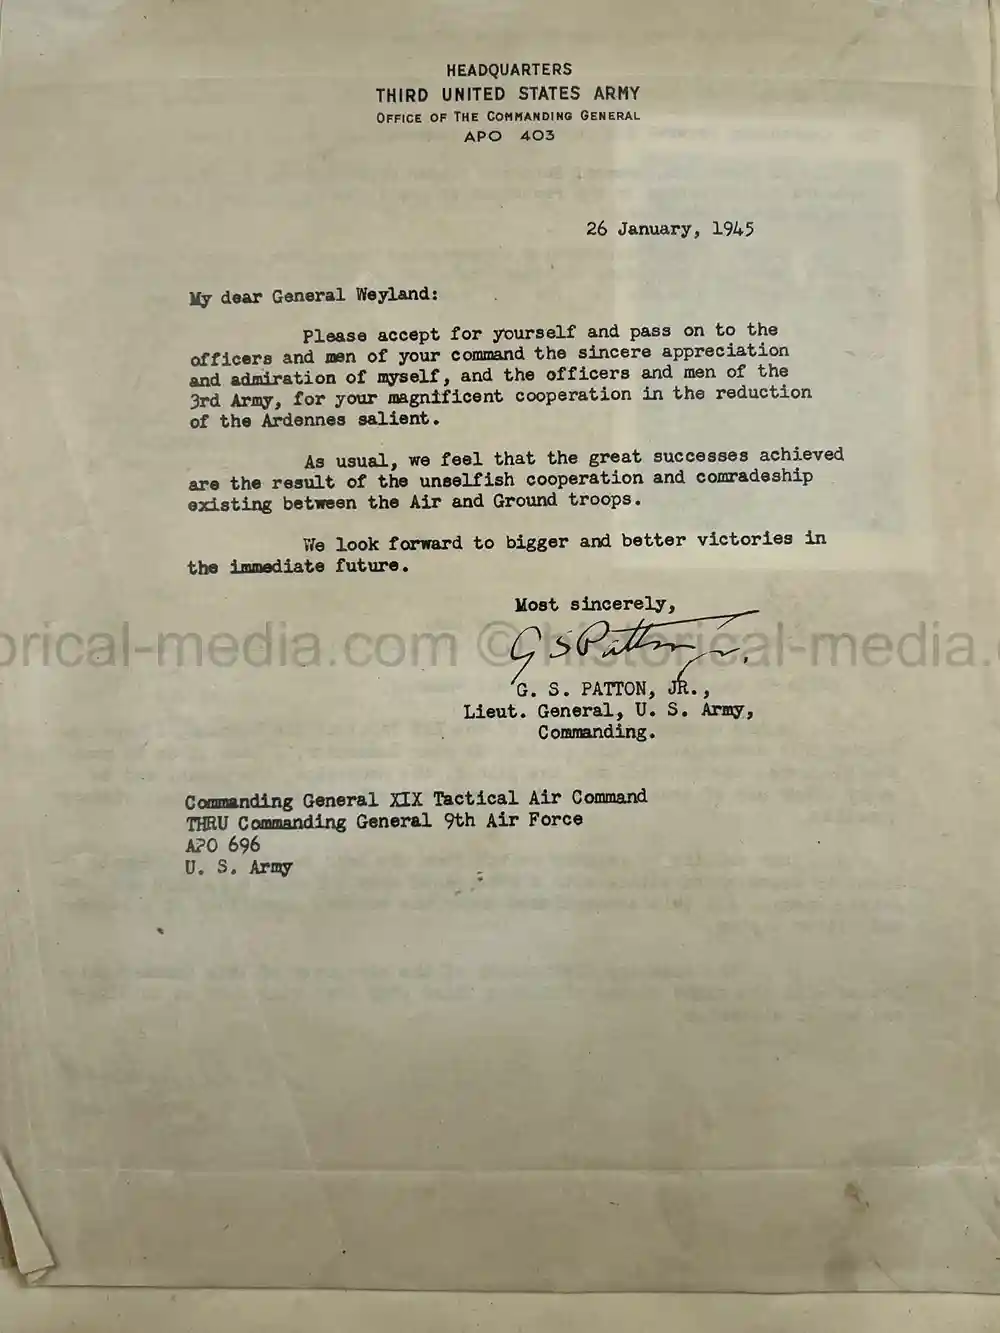 HEADQUARTERS
THIRD UNITED STATES ARMY
OFFICE OF THE COMMANDING GENERAL
APO 403
26 January, 1945
My dear General Weyland:
Please accept for yourself and pass on to the
officers and men of your command the sincere appreciation
and admiration of myself, and the officers and men of the
3rd Army, for your magnificent cooperation in the reduction
of the Ardennes salient.
As usual, we feel that the great successes achieved
are the result of the unselfish cooperation and comradeship
existing between the Air and Ground troops.
We look forward to bigger and better victories in
the immediate future.
Most sincerely,
G S Patton Jr.
orical-media.com © historical-media.
G. S. PATTON, JR.,
Lieut. General, U. S. Army,
Commanding.
Commanding General XIX Tactical Air Command
THRU Commanding General 9th Air Force
APO 696
U. S. Army